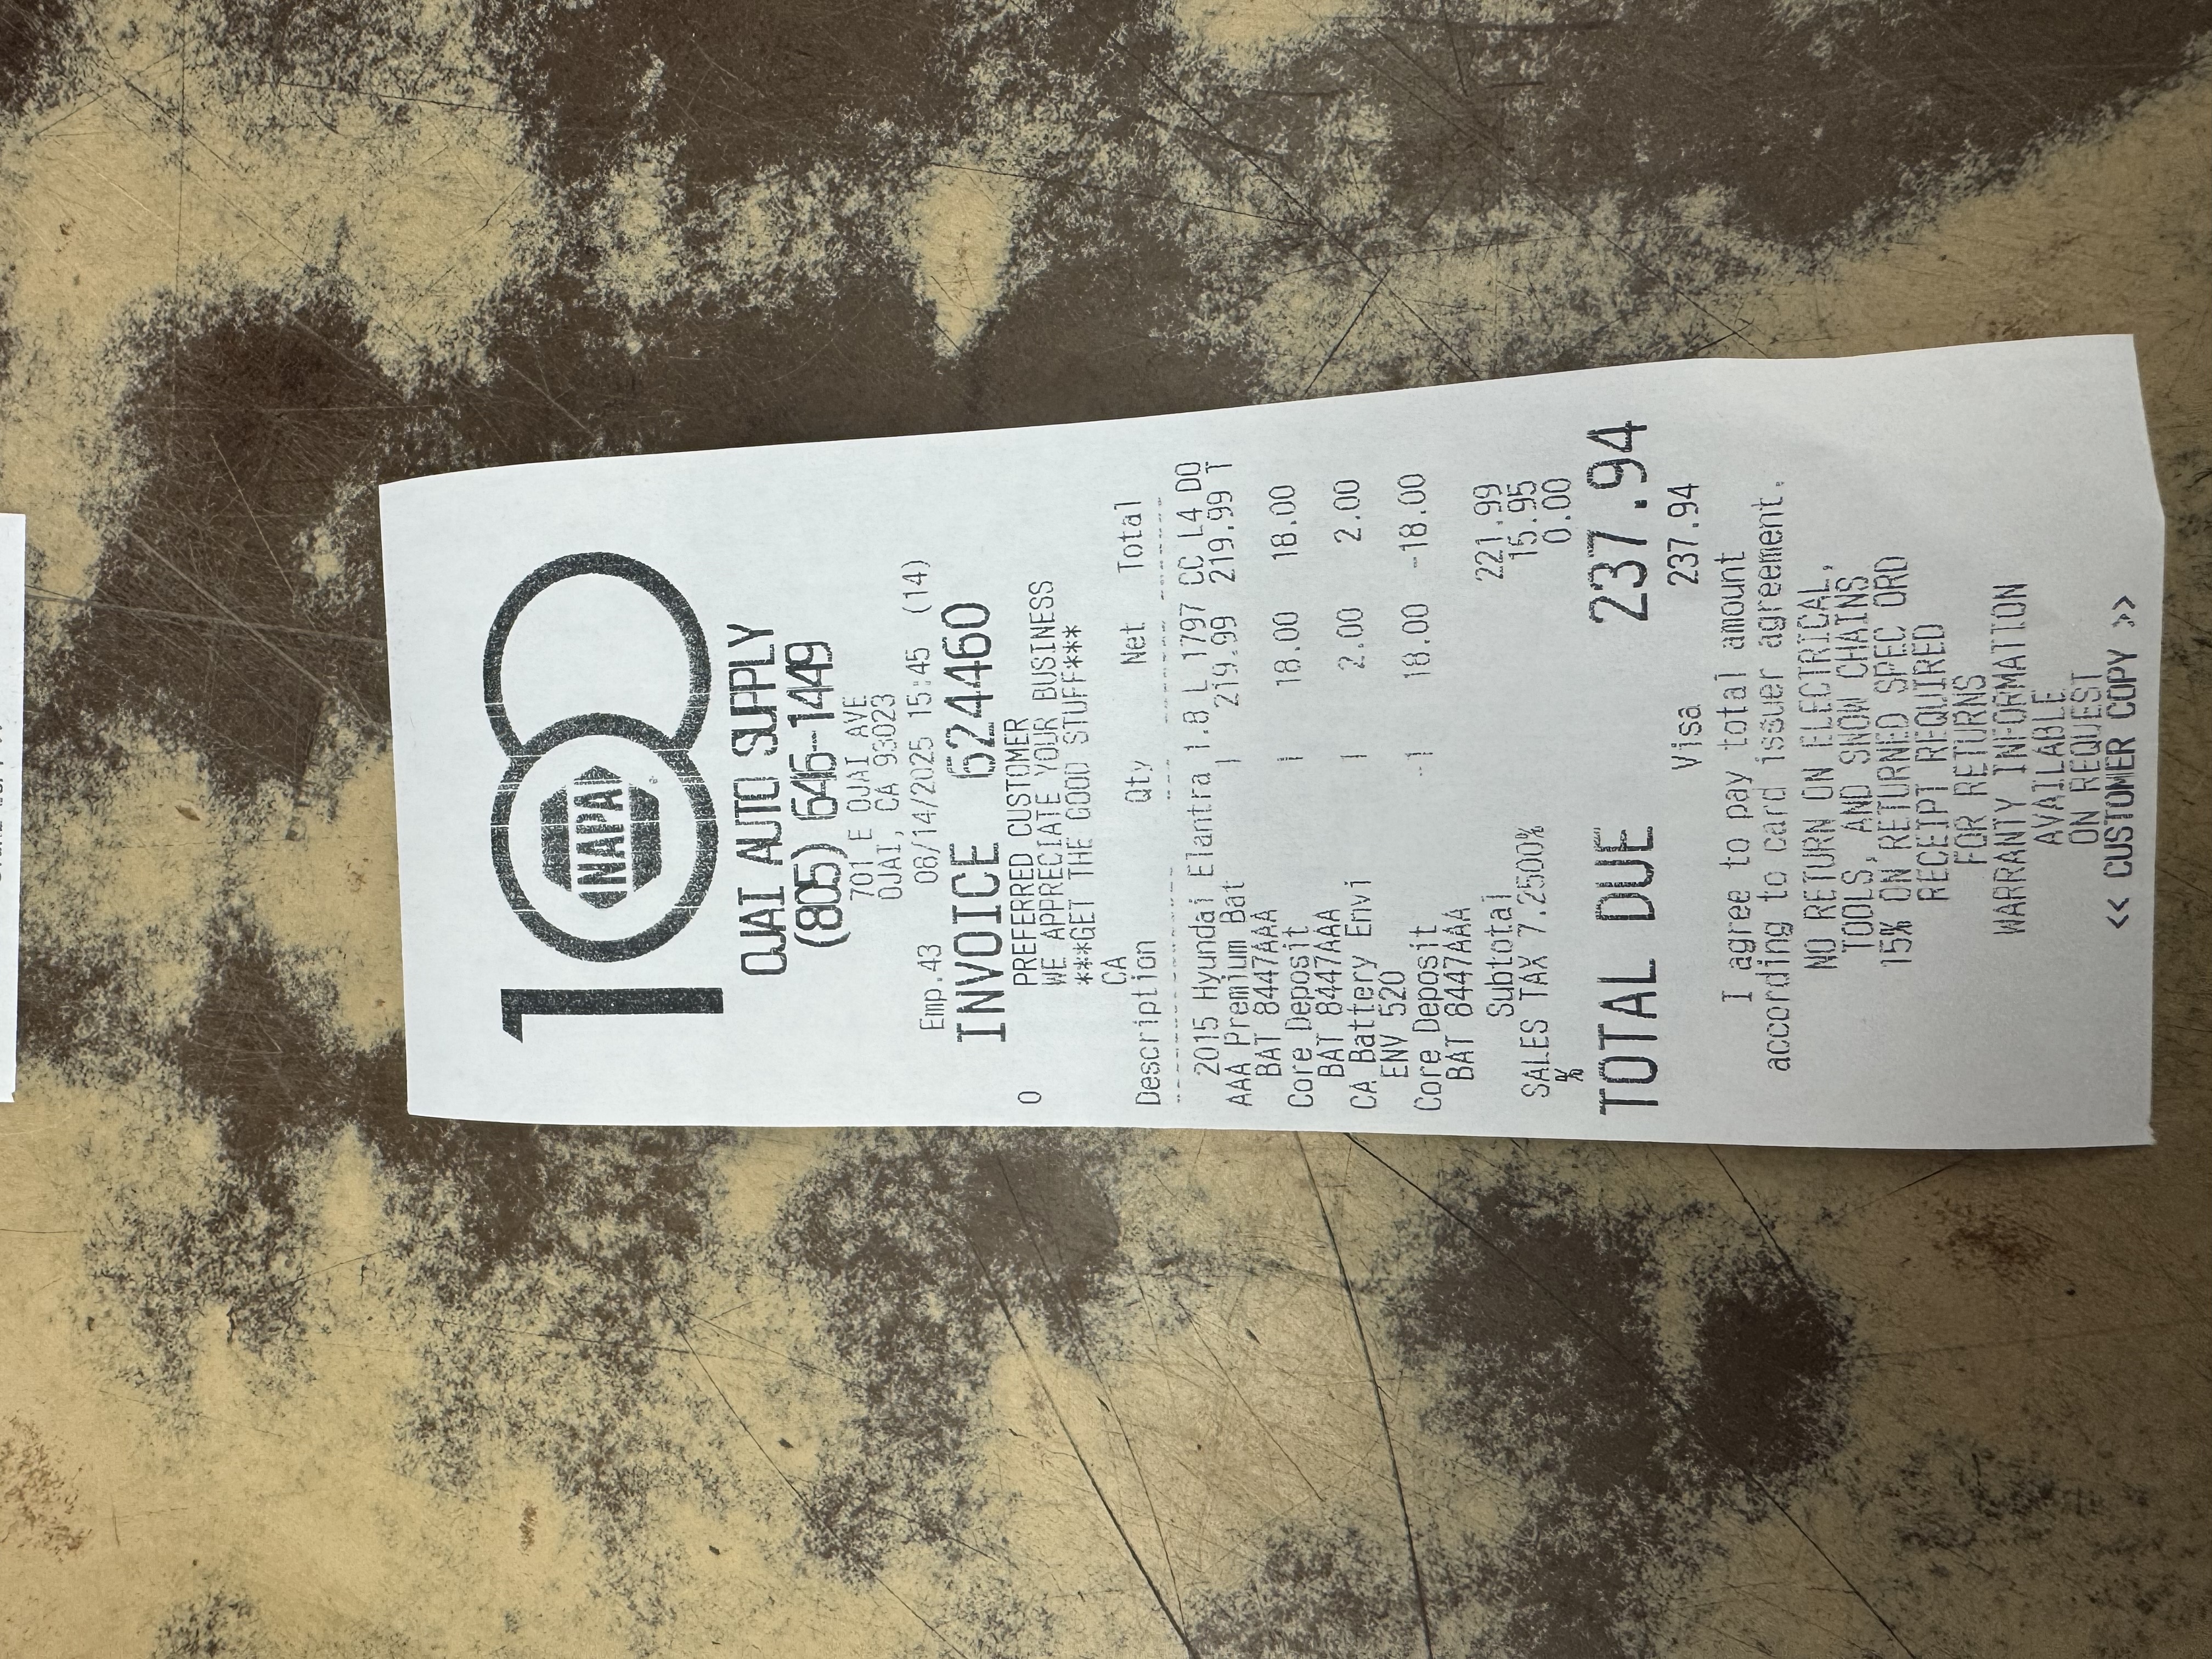 100
NAPA
OJAI AUTO SUPPLY
(805) 646-1449
701 E OJAI AVE
OJAI, CA 93023
Emp.43 08/14/2025 15:45 (14)
INVOICE 624460
0 PREFERRED CUSTOMER
WE APPRECIATE YOUR BUSINESS
***GET THE GOOD STUFF***
CA
Description Qty Net Total
2015 Hyundai Elantra 1.8 L 1797 CC L4 DO
AAA Premium Bat 1 219.99 219.99 T
BAT 8447AAA
Core Deposit 1 18.00 18.00
BAT 8447AAA
CA Battery Envi 1 2.00 2.00
ENV 520
Core Deposit -1 18.00 -18.00
BAT 8447AAA
Subtotal 221.99
SALES TAX 7.2500% 15.95
% 0.00
TOTAL DUE 237.94
Visa 237.94
I agree to pay total amount
according to card issuer agreement.
NO RETURN ON ELECTRICAL,
TOOLS, AND SNOW CHAINS
15% ON RETURNED SPEC ORD
RECEIPT REQUIRED
FOR RETURNS
WARRANTY INFORMATION
AVAILABLE
ON REQUEST
<< CUSTOMER COPY >>